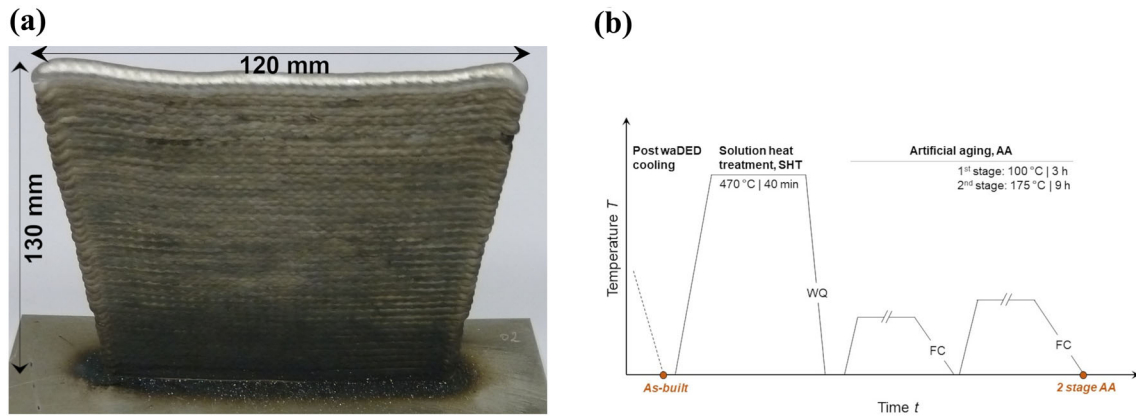 (a)
120 mm
130 mm
02
(b)
Temperature T
Post waDED
cooling
Solution heat
treatment, SHT
470 °C | 40 min
Artificial aging, AA
1st stage: 100 °C | 3 h
2nd stage: 175 °C | 9 h
WQ
FC
FC
As-built
2 stage AA
Time t